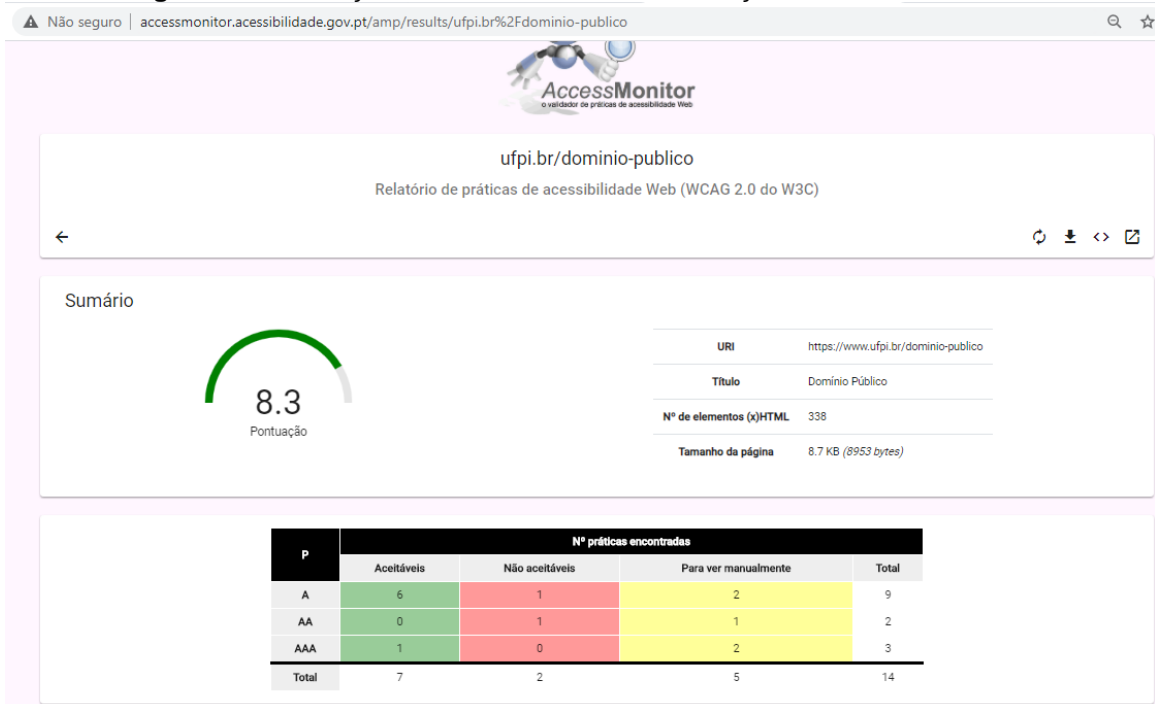 Não seguro | accessmonitor.acessibilidade.gov.pt/amp/results/ufpi.br%2Fdominio-publico
AccessMonitor
o validador de práticas de acessibilidade Web
ufpi.br/dominio-publico
Relatório de práticas de acessibilidade Web (WCAG 2.0 do W3C)
Sumário
8.3
Pontuação
URI https://www.ufpi.br/dominio-publico
Título Domínio Público
Nº de elementos (x)HTML 338
Tamanho da página 8.7 KB (8953 bytes)
P Nº práticas encontradas
Aceitáveis Não aceitáveis Para ver manualmente Total
A 6 1 2 9
AA 0 1 1 2
AAA 1 0 2 3
Total 7 2 5 14